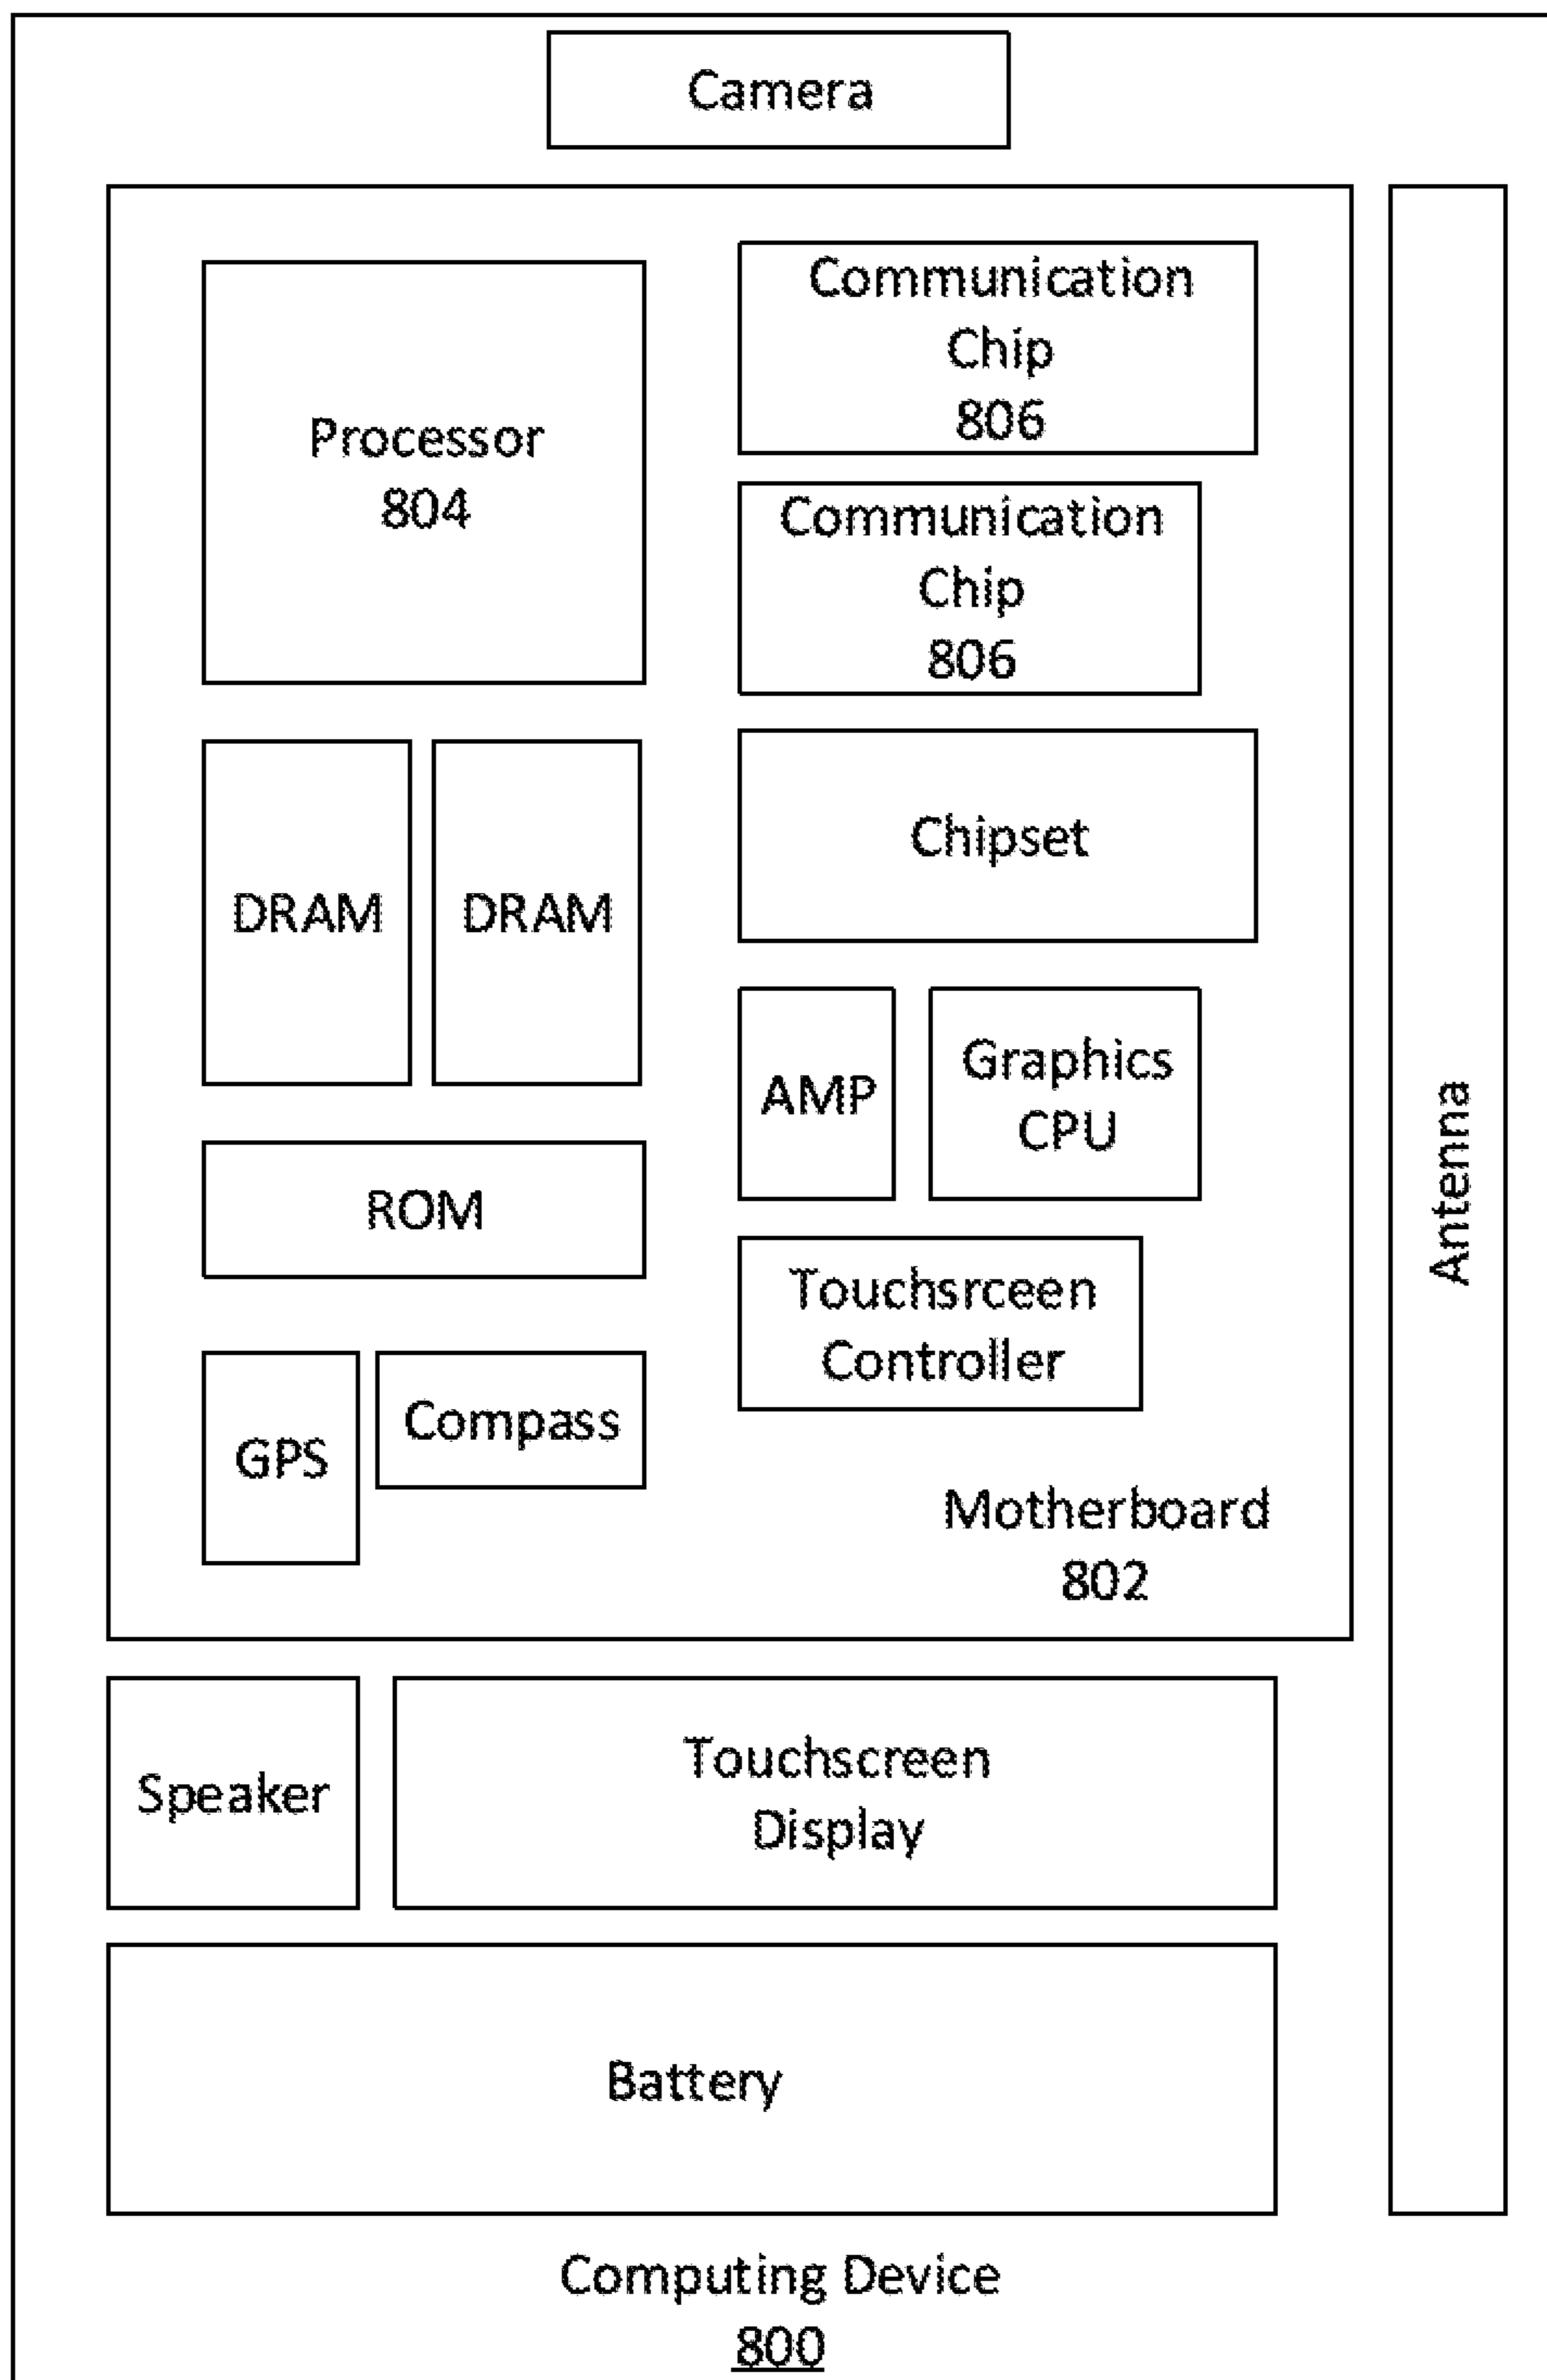 Camera
Processor
804
Communication
Chip
806
Communication
Chip
806
DRAM
DRAM
Chipset
AMP
Graphics
CPU
ROM
Touchsrceen
Controller
GPS
Compass
Motherboard
802
Antenna
Speaker
Touchscreen
Display
Battery
Computing Device
800